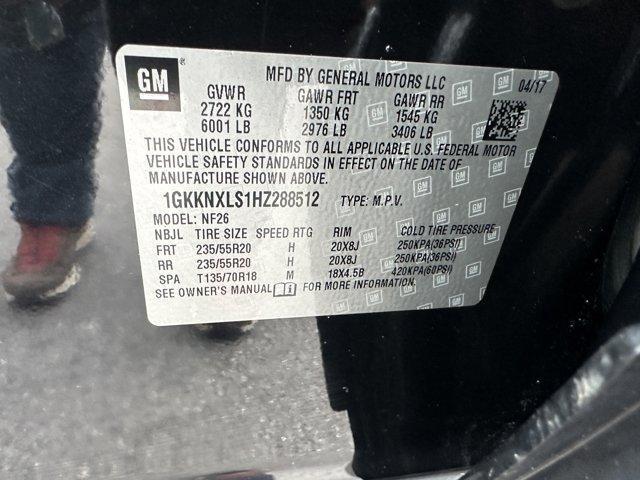 GM ®
MFD BY GENERAL MOTORS LLC 04/17
GVWR GAWR FRT GAWR RR
2722 KG 1350 KG 1545 KG
6001 LB 2976 LB 3406 LB
THIS VEHICLE CONFORMS TO ALL APPLICABLE U.S. FEDERAL MOTOR
VEHICLE SAFETY STANDARDS IN EFFECT ON THE DATE OF
MANUFACTURE SHOWN ABOVE.
1GKKNXLS1HZ288512 TYPE: M.P.V.
MODEL: NF26
NBJL TIRE SIZE SPEED RTG RIM COLD TIRE PRESSURE
FRT 235/55R20 H 20X8J 250KPA(36PSI)
RR 235/55R20 H 20X8J 250KPA(36PSI)
SPA T135/70R18 M 18X4.5B 420KPA(60PSI)
SEE OWNER'S MANUAL FOR MORE INFORMATION.